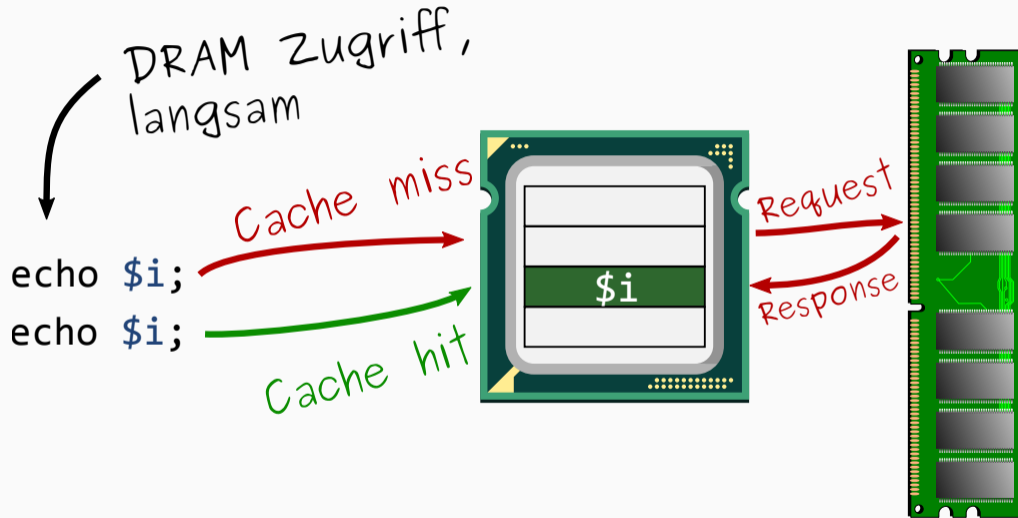 DRAM Zugriff,
langsam
Cache miss
echo $i;
echo $i;
Cache hit
$i
Request
Response